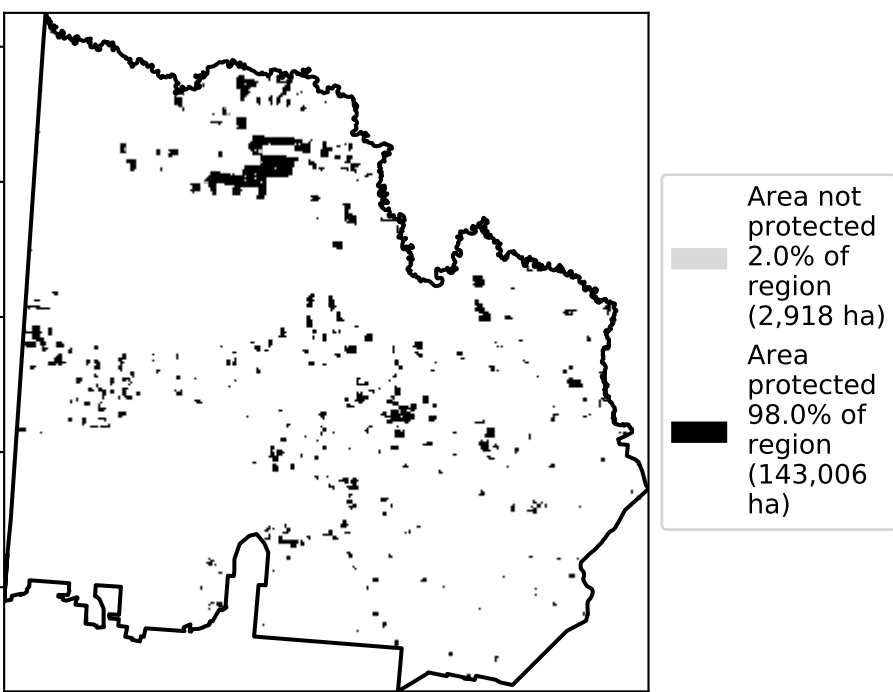 Area not
protected
2.0% of
region
(2,918 ha)
Area
protected
98.0% of
region
(143,006
ha)